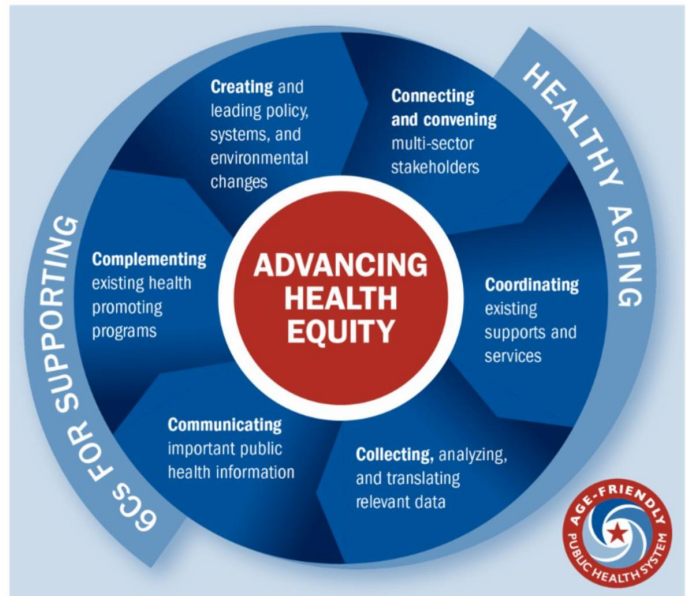 6Cs FOR SUPPORTING
HEALTHY AGING
Creating and
leading policy,
systems, and
environmental
changes
Connecting
and convening
multi-sector
stakeholders
Coordinating
existing
supports and
services
Collecting, analyzing,
and translating
relevant data
Communicating
important public
health information
Complementing
existing health
promoting
programs
ADVANCING
HEALTH
EQUITY
AGE-FRIENDLY
PUBLIC HEALTH SYSTEM